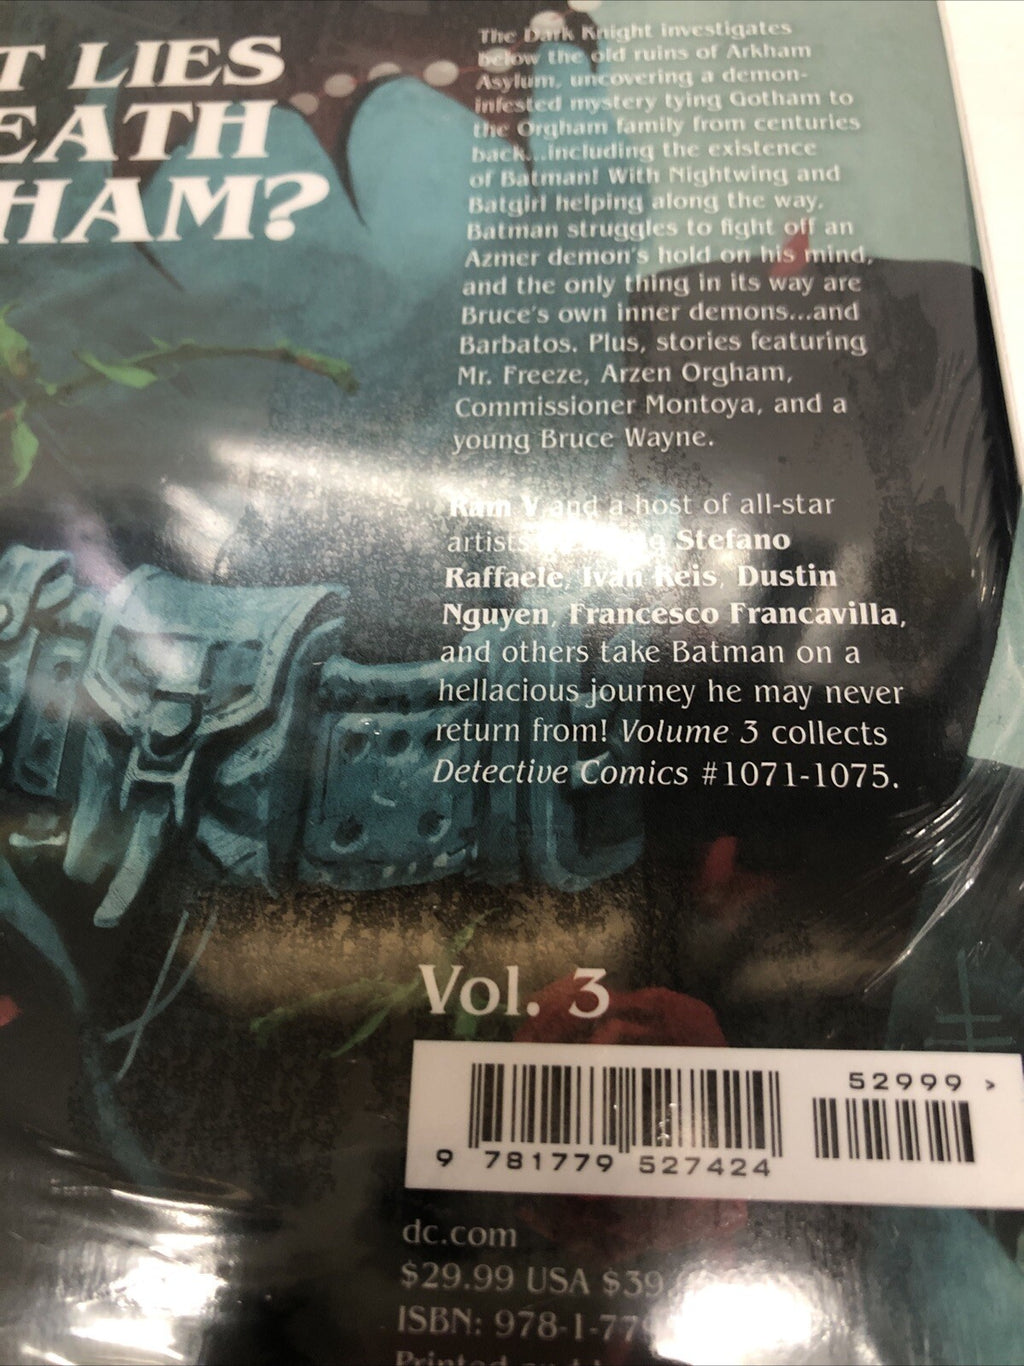 T LIES
EATH
HAM?
The Dark Knight investigates
below the old ruins of Arkham
Asylum, uncovering a demon-
infested mystery tying Gotham to
the Orgham family from centuries
back...including the existence
of Batman! With Nightwing and
Batgirl helping along the way,
Batman struggles to fight off an
Azmer demon's hold on his mind,
and the only thing in its way are
Bruce's own inner demons...and
Barbatos. Plus, stories featuring
Mr. Freeze, Arzen Orgham,
Commissioner Montoya, and a
young Bruce Wayne.
Ram V and a host of all-star
artists Stefano
Raffaele, Ivan Reis, Dustin
Nguyen, Francesco Francavilla,
and others take Batman on a
hellacious journey he may never
return from! Volume 3 collects
Detective Comics #1071-1075.
Vol. 3
52999 >
9 781779 527424
dc.com
$29.99 USA $39
ISBN: 978-1-77
Printed